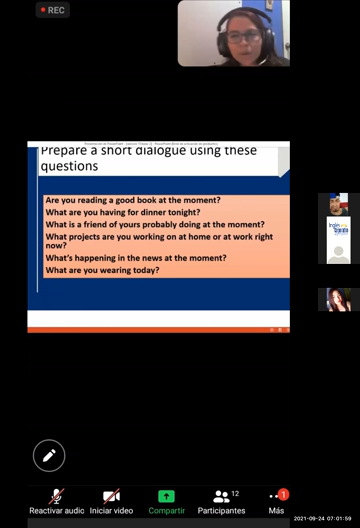 REC
Prepare a short dialogue using these
questions
Are you reading a good book at the moment?
What are you having for dinner tonight?
What is a friend of yours probably doing at the moment?
What projects are you working on at home or at work right
now?
What's happening in the news at the moment?
What are you wearing today?
12
1
Reactivar audio Iniciar video Compartir Participantes Más
2021-09-24 07:01:59